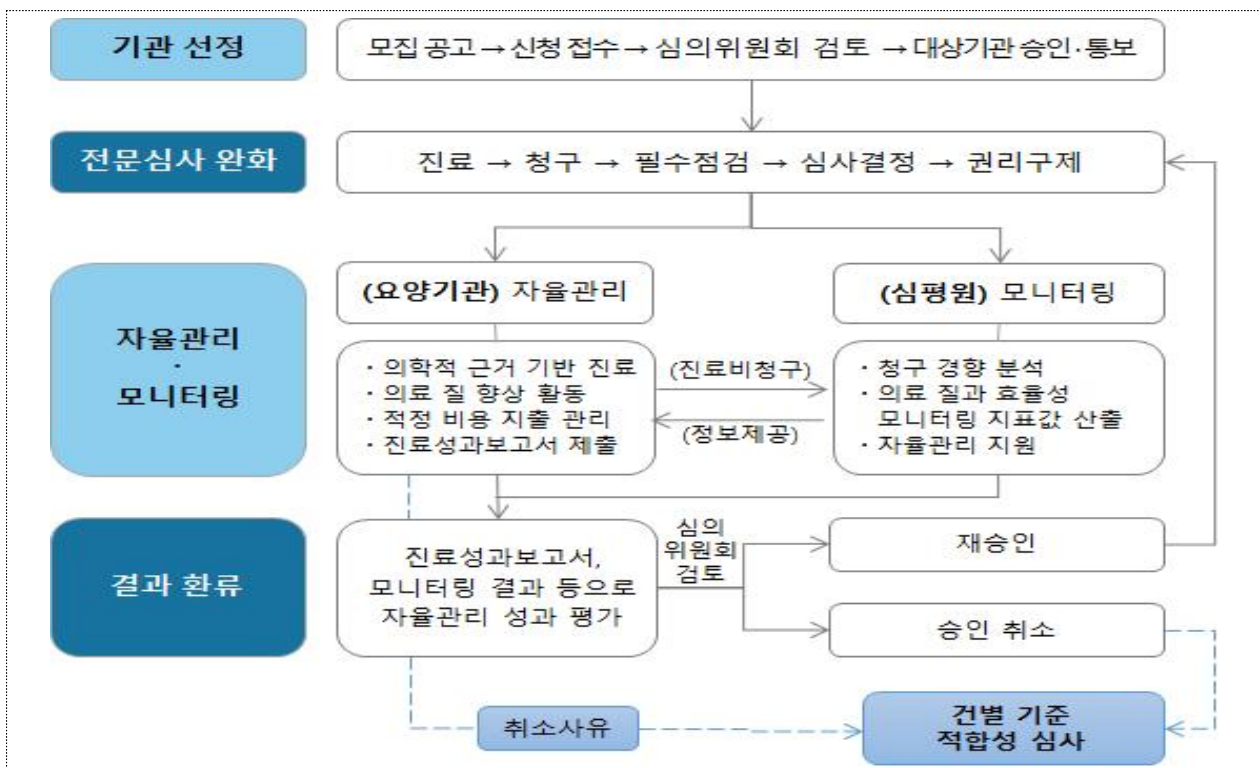 기관 선정
모집 공고 → 신청 접수 → 심의위원회 검토 → 대상기관 승인·통보
전문심사 완화
진료 → 청구 → 필수점검 → 심사결정 → 권리구제
자율관리
·
모니터링
(요양기관) 자율관리
(심평원) 모니터링
· 의학적 근거 기반 진료
· 의료 질 향상 활동
· 적정 비용 지출 관리
· 진료성과보고서 제출
(진료비청구)
(정보제공)
· 청구 경향 분석
· 의료 질과 효율성
모니터링 지표값 산출
· 자율관리 지원
결과 환류
진료성과보고서,
모니터링 결과 등으로
자율관리 성과 평가
심의
위원회
검토
재승인
승인 취소
취소사유
건별 기준
적합성 심사